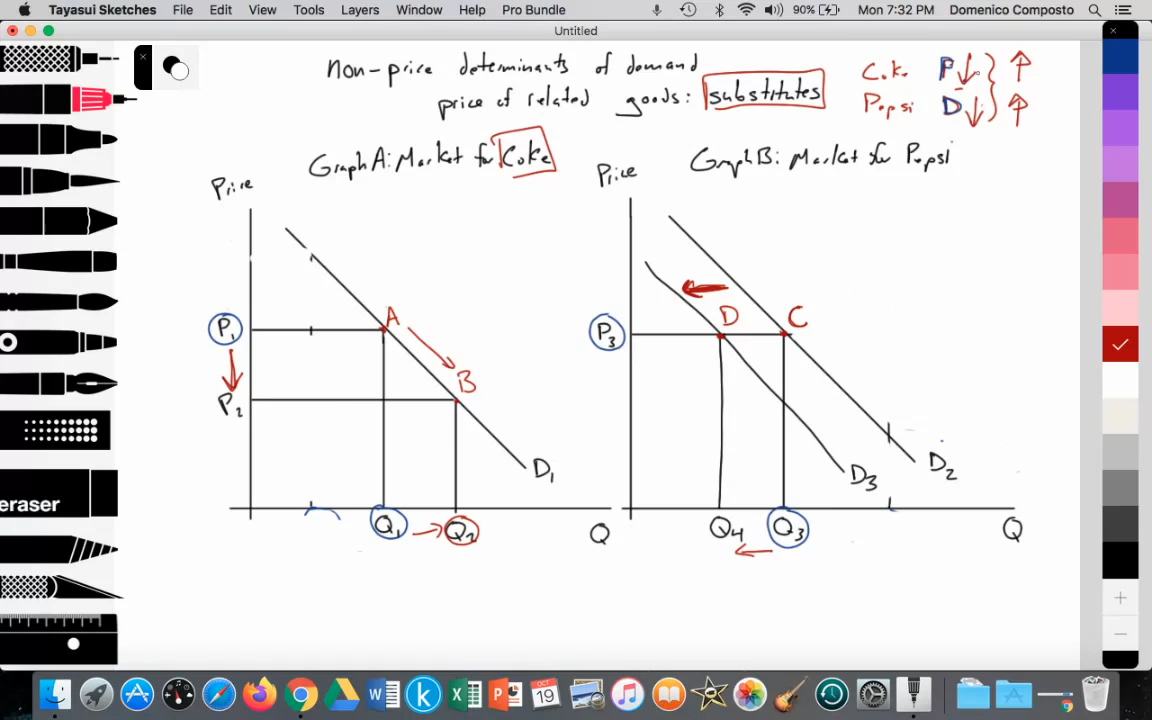 Tayasui Sketches File Edit View Tools Layers Window Help Pro Bundle 90% Mon 7:32 PM Domenico Composto
Untitled
non-price determinants of demand
price of related goods: substitutes
Coke P↓ } ↑
Pepsi D↓ } ↑
Graph A: Market for Coke
Graph B: Market for Pepsi
Price
Price
A
D C
P1
P3
B
P2
D1
D3 D2
eraser
Q1 → Q2 Q
Q4 Q3 Q
OCT
19